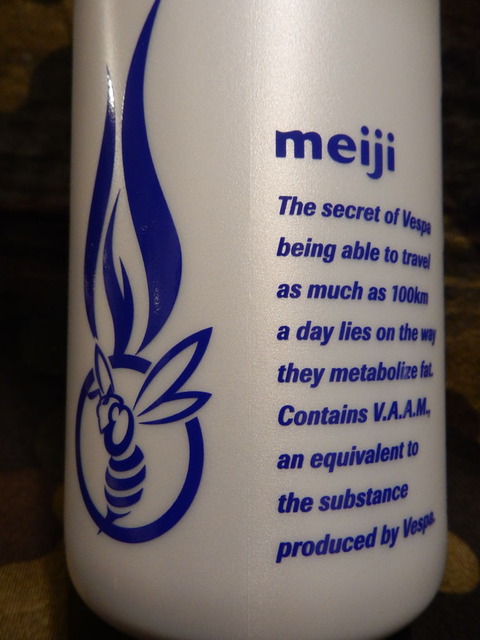 meiji
The secret of Vespa
being able to travel
as much as 100km
a day lies on the way
they metabolize fat.
Contains V.A.A.M.,
an equivalent to
the substance
produced by Vespa.